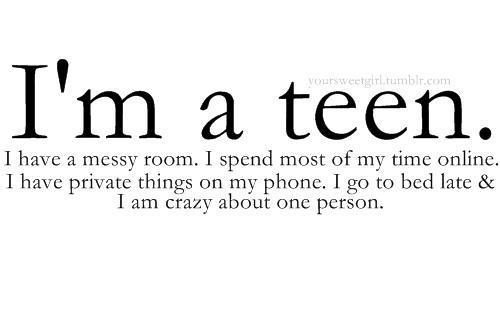 yoursweetgirl.tumblr.com
I'm a teen.
I have a messy room. I spend most of my time online.
I have private things on my phone. I go to bed late &
I am crazy about one person.